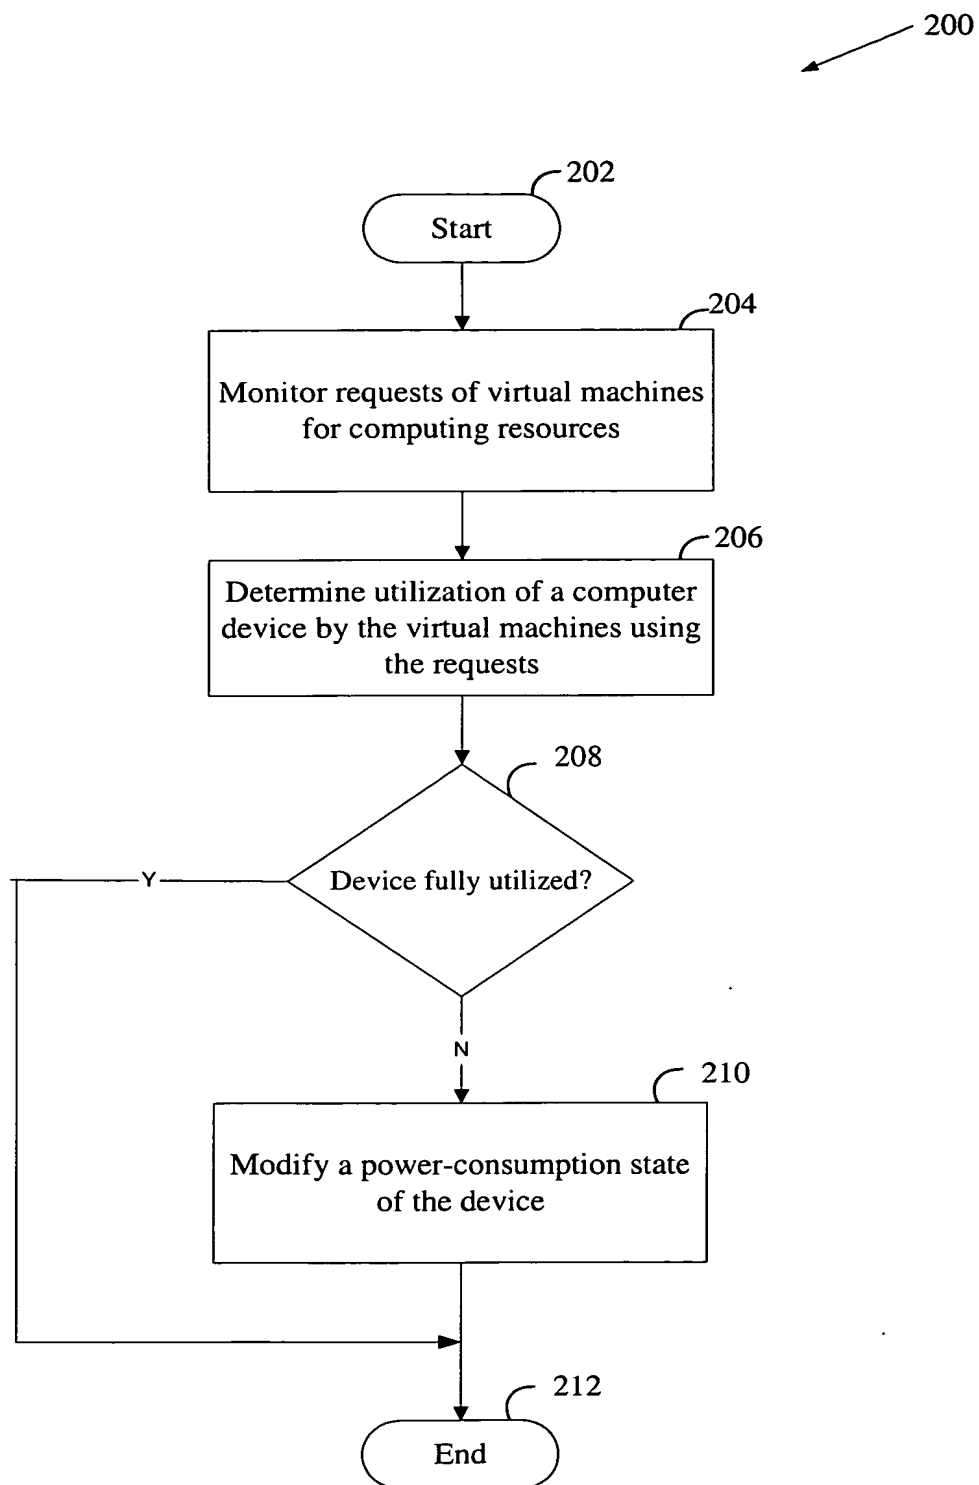 200
202
Start
204
Monitor requests of virtual machines
for computing resources
206
Determine utilization of a computer
device by the virtual machines using
the requests
208
Device fully utilized?
Y
N
210
Modify a power-consumption state
of the device
212
End